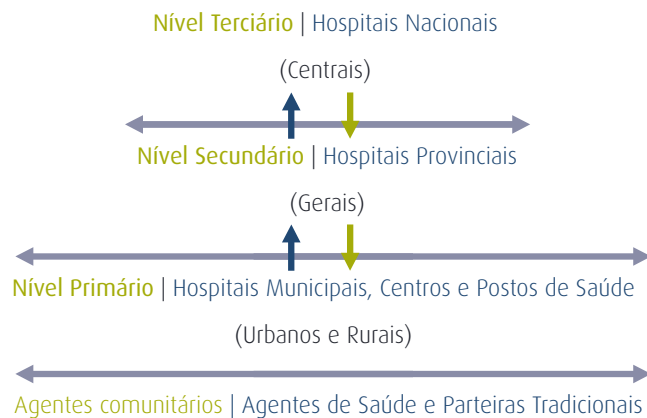 Nível Terciário | Hospitais Nacionais
(Centrais)
Nível Secundário | Hospitais Provinciais
(Gerais)
Nível Primário | Hospitais Municipais, Centros e Postos de Saúde
(Urbanos e Rurais)
Agentes comunitários | Agentes de Saúde e Parteiras Tradicionais